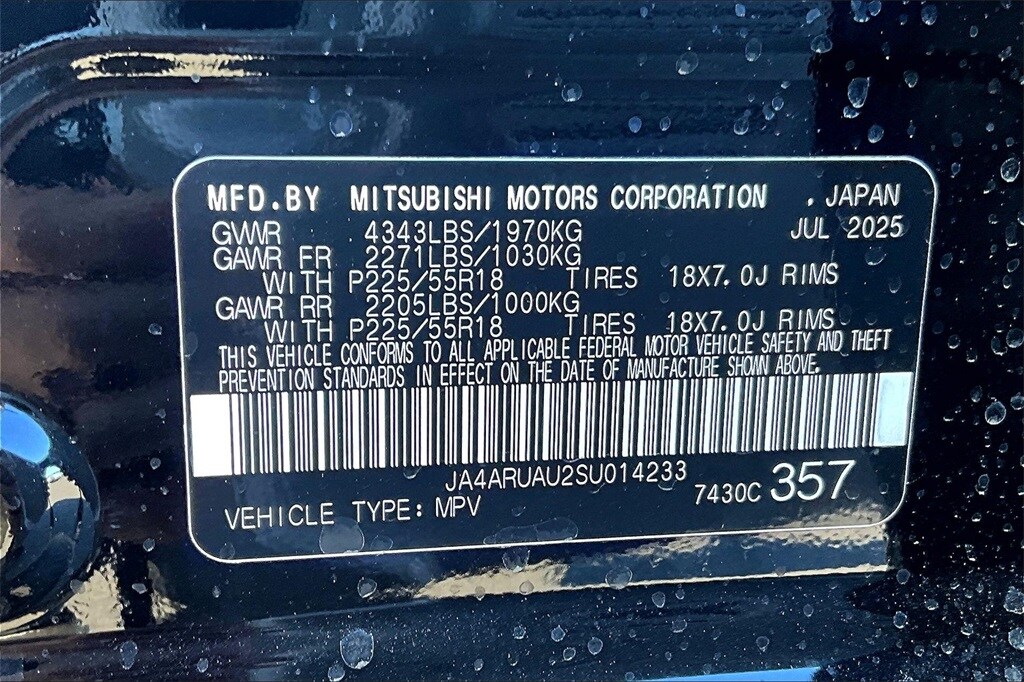 MFD.BY MITSUBISHI MOTORS CORPORATION . JAPAN
GVWR 4343LBS/1970KG JUL 2025
GAWR FR 2271LBS/1030KG
WITH P225/55R18 TIRES 18X7.0J RIMS
GAWR RR 2205LBS/1000KG
WITH P225/55R18 TIRES 18X7.0J RIMS
THIS VEHICLE CONFORMS TO ALL APPLICABLE FEDERAL MOTOR VEHICLE SAFETY AND THEFT
PREVENTION STANDARDS IN EFFECT ON THE DATE OF MANUFACTURE SHOWN ABOVE.
JA4ARUAU2SU014233
7430C 357
VEHICLE TYPE: MPV